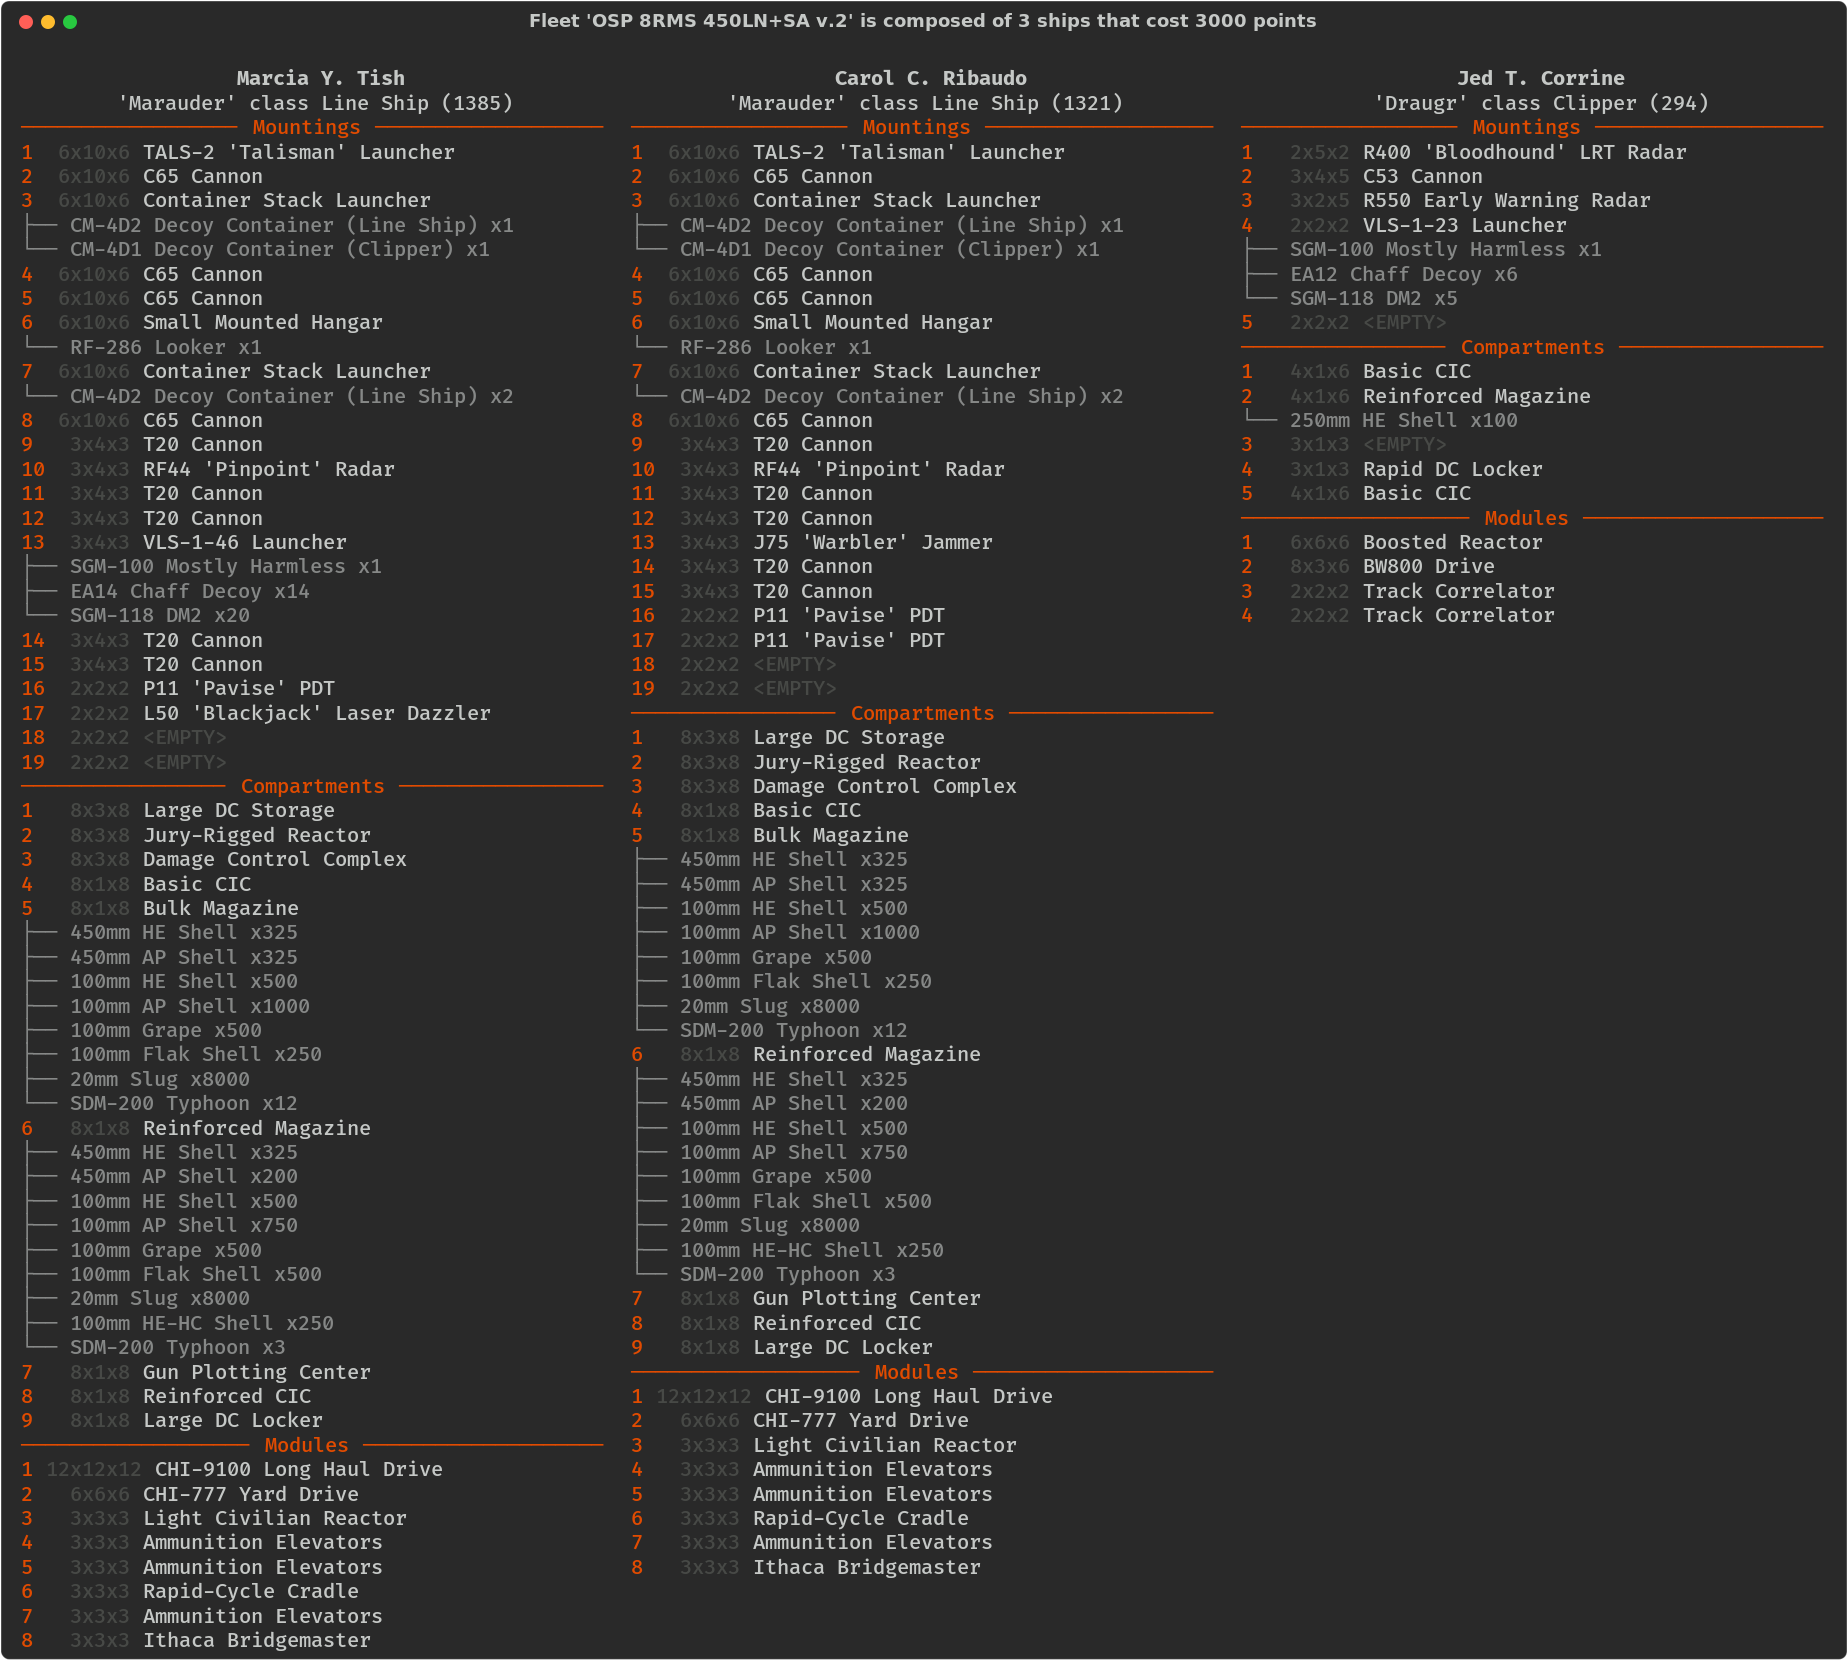 Fleet 'OSP 8RMS 450LN+SA v.2' is composed of 3 ships that cost 3000 points
Marcia Y. Tish
'Marauder' class Line Ship (1385)
Mountings
1 6x10x6 TALS-2 'Talisman' Launcher
2 6x10x6 C65 Cannon
3 6x10x6 Container Stack Launcher
CM-4D2 Decoy Container (Line Ship) x1
CM-4D1 Decoy Container (Clipper) x1
4 6x10x6 C65 Cannon
5 6x10x6 C65 Cannon
6 6x10x6 Small Mounted Hangar
RF-286 Looker x1
7 6x10x6 Container Stack Launcher
CM-4D2 Decoy Container (Line Ship) x2
8 6x10x6 C65 Cannon
9 3x4x3 T20 Cannon
10 3x4x3 RF44 'Pinpoint' Radar
11 3x4x3 T20 Cannon
12 3x4x3 T20 Cannon
13 3x4x3 VLS-1-46 Launcher
SGM-100 Mostly Harmless x1
EA14 Chaff Decoy x14
SGM-118 DM2 x20
14 3x4x3 T20 Cannon
15 3x4x3 T20 Cannon
16 2x2x2 P11 'Pavise' PDT
17 2x2x2 L50 'Blackjack' Laser Dazzler
18 2x2x2 <EMPTY>
19 2x2x2 <EMPTY>
Compartments
1 8x3x8 Large DC Storage
2 8x3x8 Jury-Rigged Reactor
3 8x3x8 Damage Control Complex
4 8x1x8 Basic CIC
5 8x1x8 Bulk Magazine
450mm HE Shell x325
450mm AP Shell x325
100mm HE Shell x500
100mm AP Shell x1000
100mm Grape x500
100mm Flak Shell x250
20mm Slug x8000
SDM-200 Typhoon x12
6 8x1x8 Reinforced Magazine
450mm HE Shell x325
450mm AP Shell x200
100mm HE Shell x500
100mm AP Shell x750
100mm Grape x500
100mm Flak Shell x500
20mm Slug x8000
100mm HE-HC Shell x250
SDM-200 Typhoon x3
7 8x1x8 Gun Plotting Center
8 8x1x8 Reinforced CIC
9 8x1x8 Large DC Locker
Modules
1 12x12x12 CHI-9100 Long Haul Drive
2 6x6x6 CHI-777 Yard Drive
3 3x3x3 Light Civilian Reactor
4 3x3x3 Ammunition Elevators
5 3x3x3 Ammunition Elevators
6 3x3x3 Rapid-Cycle Cradle
7 3x3x3 Ammunition Elevators
8 3x3x3 Ithaca Bridgemaster
Carol C. Ribaudo
'Marauder' class Line Ship (1321)
Mountings
1 6x10x6 TALS-2 'Talisman' Launcher
2 6x10x6 C65 Cannon
3 6x10x6 Container Stack Launcher
CM-4D2 Decoy Container (Line Ship) x1
CM-4D1 Decoy Container (Clipper) x1
4 6x10x6 C65 Cannon
5 6x10x6 C65 Cannon
6 6x10x6 Small Mounted Hangar
RF-286 Looker x1
7 6x10x6 Container Stack Launcher
CM-4D2 Decoy Container (Line Ship) x2
8 6x10x6 C65 Cannon
9 3x4x3 T20 Cannon
10 3x4x3 RF44 'Pinpoint' Radar
11 3x4x3 T20 Cannon
12 3x4x3 T20 Cannon
13 3x4x3 J75 'Warbler' Jammer
14 3x4x3 T20 Cannon
15 3x4x3 T20 Cannon
16 2x2x2 P11 'Pavise' PDT
17 2x2x2 P11 'Pavise' PDT
18 2x2x2 <EMPTY>
19 2x2x2 <EMPTY>
Compartments
1 8x3x8 Large DC Storage
2 8x3x8 Jury-Rigged Reactor
3 8x3x8 Damage Control Complex
4 8x1x8 Basic CIC
5 8x1x8 Bulk Magazine
450mm HE Shell x325
450mm AP Shell x325
100mm HE Shell x500
100mm AP Shell x1000
100mm Grape x500
100mm Flak Shell x250
20mm Slug x8000
SDM-200 Typhoon x12
6 8x1x8 Reinforced Magazine
450mm HE Shell x325
450mm AP Shell x200
100mm HE Shell x500
100mm AP Shell x750
100mm Grape x500
100mm Flak Shell x500
20mm Slug x8000
100mm HE-HC Shell x250
SDM-200 Typhoon x3
7 8x1x8 Gun Plotting Center
8 8x1x8 Reinforced CIC
9 8x1x8 Large DC Locker
Modules
1 12x12x12 CHI-9100 Long Haul Drive
2 6x6x6 CHI-777 Yard Drive
3 3x3x3 Light Civilian Reactor
4 3x3x3 Ammunition Elevators
5 3x3x3 Ammunition Elevators
6 3x3x3 Rapid-Cycle Cradle
7 3x3x3 Ammunition Elevators
8 3x3x3 Ithaca Bridgemaster
Jed T. Corrine
'Draugr' class Clipper (294)
Mountings
1 2x5x2 R400 'Bloodhound' LRT Radar
2 3x4x5 C53 Cannon
3 3x2x5 R550 Early Warning Radar
4 2x2x2 VLS-1-23 Launcher
SGM-100 Mostly Harmless x1
EA12 Chaff Decoy x6
SGM-118 DM2 x5
5 2x2x2 <EMPTY>
Compartments
1 4x1x6 Basic CIC
2 4x1x6 Reinforced Magazine
250mm HE Shell x100
3 3x1x3 <EMPTY>
4 3x1x3 Rapid DC Locker
5 4x1x6 Basic CIC
Modules
1 6x6x6 Boosted Reactor
2 8x3x6 BW800 Drive
3 2x2x2 Track Correlator
4 2x2x2 Track Correlator